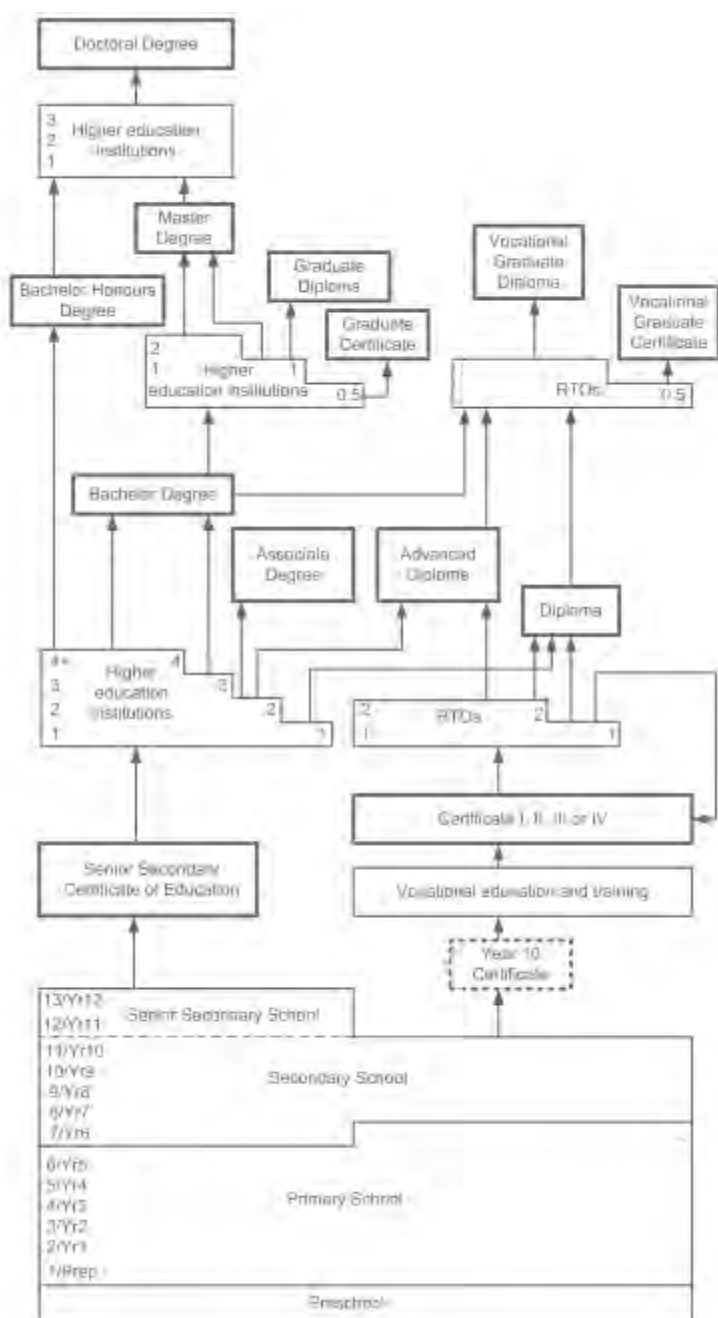 Doctoral Degree
3
2
1
Higher education
institutions
Master
Degree
Bachelor Honours
Degree
Graduate
Diploma
Graduate
Certificate
Vocational
Graduate
Diploma
Vocational
Graduate
Certificate
2
1
1
Higher
education institutions
0.5
RTOs
0.5
Bachelor Degree
Associate
Degree
Advanced
Diploma
Diploma
4+
3
2
1
4
Higher
education
institutions
3
2
1
2
1
RTOs
2
1
Certificate I, II, III or IV
Senior Secondary
Certificate of Education
Vocational education and training
Year 10
Certificate
13/Yr12
12/Yr11
Senior Secondary School
11/Yr10
10/Yr9
9/Yr8
8/Yr7
7/Yr6
Secondary School
6/Yr5
5/Yr4
4/Yr3
3/Yr2
2/Yr1
1/Prep
Primary School
Preschool